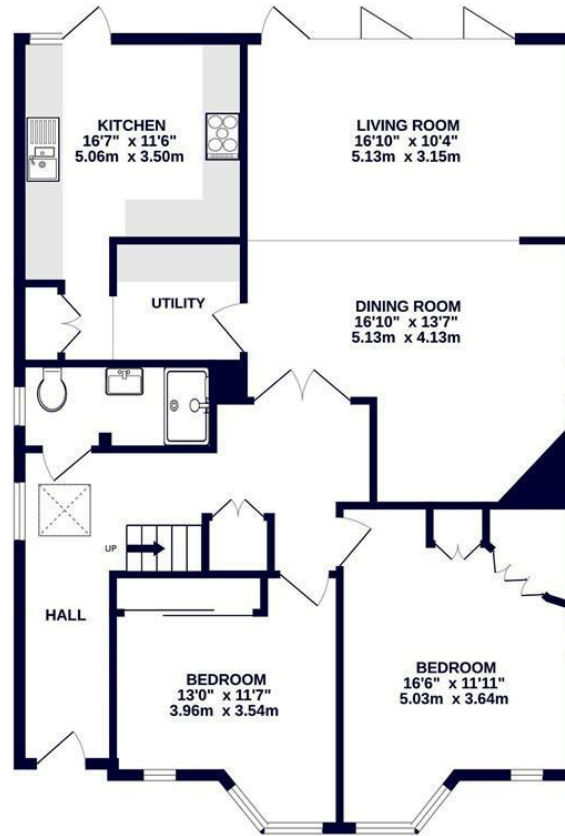 KITCHEN
16'7" x 11'6"
5.06m x 3.50m
LIVING ROOM
16'10" x 10'4"
5.13m x 3.15m
UTILITY
DINING ROOM
16'10" x 13'7"
5.13m x 4.13m
UP
HALL
BEDROOM
13'0" x 11'7"
3.96m x 3.54m
BEDROOM
16'6" x 11'11"
5.03m x 3.64m